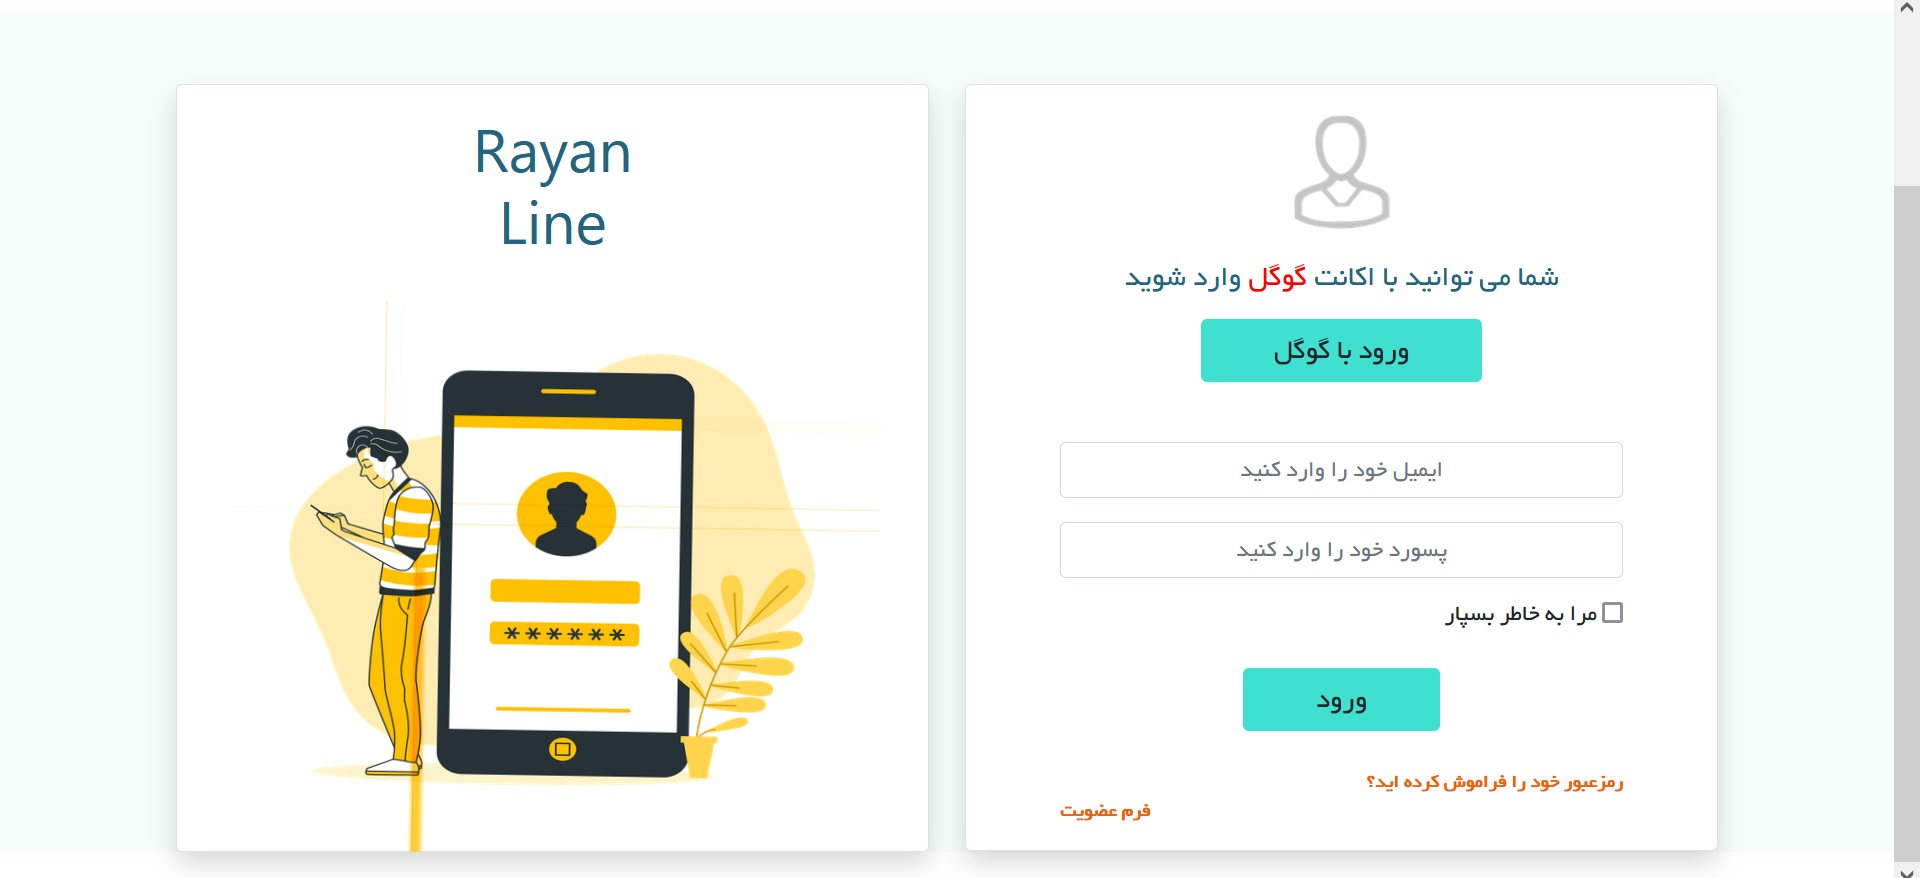 Rayan
Line
شما می توانید با اکانت گوگل وارد شوید
ورود با گوگل
ایمیل خود را وارد کنید
پسورد خود را وارد کنید
مرا به خاطر بسپار
ورود
رمزعبور خود را فراموش کرده اید؟
فرم عضویت
******